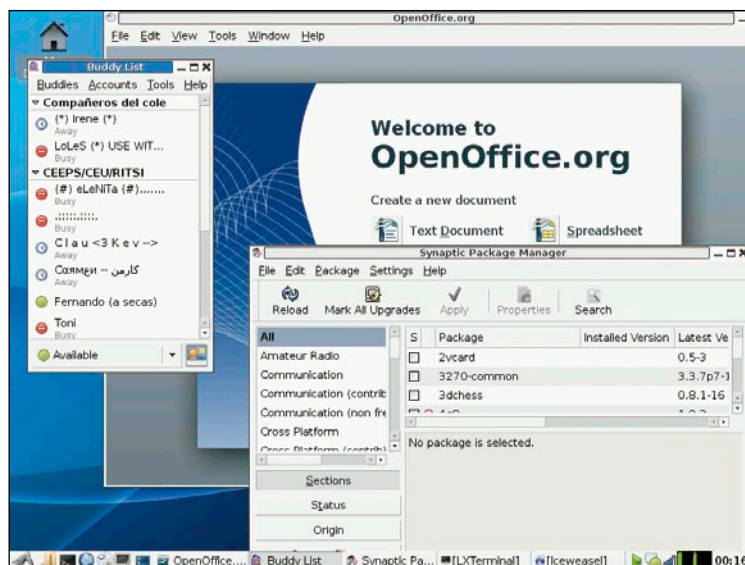 OpenOffice.org
File Edit View Tools Window Help
Buddy List
Buddies Accounts Tools Help
Compañeros del cole
(*) Irene (*)
Away
LoLeS (*) USE WIT...
Busy
CEEPS/CEU/RITSI
(#) eLeNiTa (#).......
Busy
Busy
C l a u <3 K e v -->
Away
Cαямєи -- كارمن
Away
Fernando (a secas)
Toni
Busy
Available
Welcome to
OpenOffice.org
Create a new document
Text Document Spreadsheet
Synaptic Package Manager
File Edit Package Settings Help
Reload Mark All Upgrades Apply Properties Search
All
Amateur Radio
Communication
Communication (contrib
Communication (non fre
Cross Platform
Cross Platform (contrib)
Sections
Status
Origin
S Package Installed Version Latest Ve
2vcard 0.5-3
3270-common 3.3.7p7-1
3dchess 0.8.1-16
No package is selected.
OpenOffice.... Buddy List Synaptic Pa... [LXTerminal] [Iceweasel] 00:16